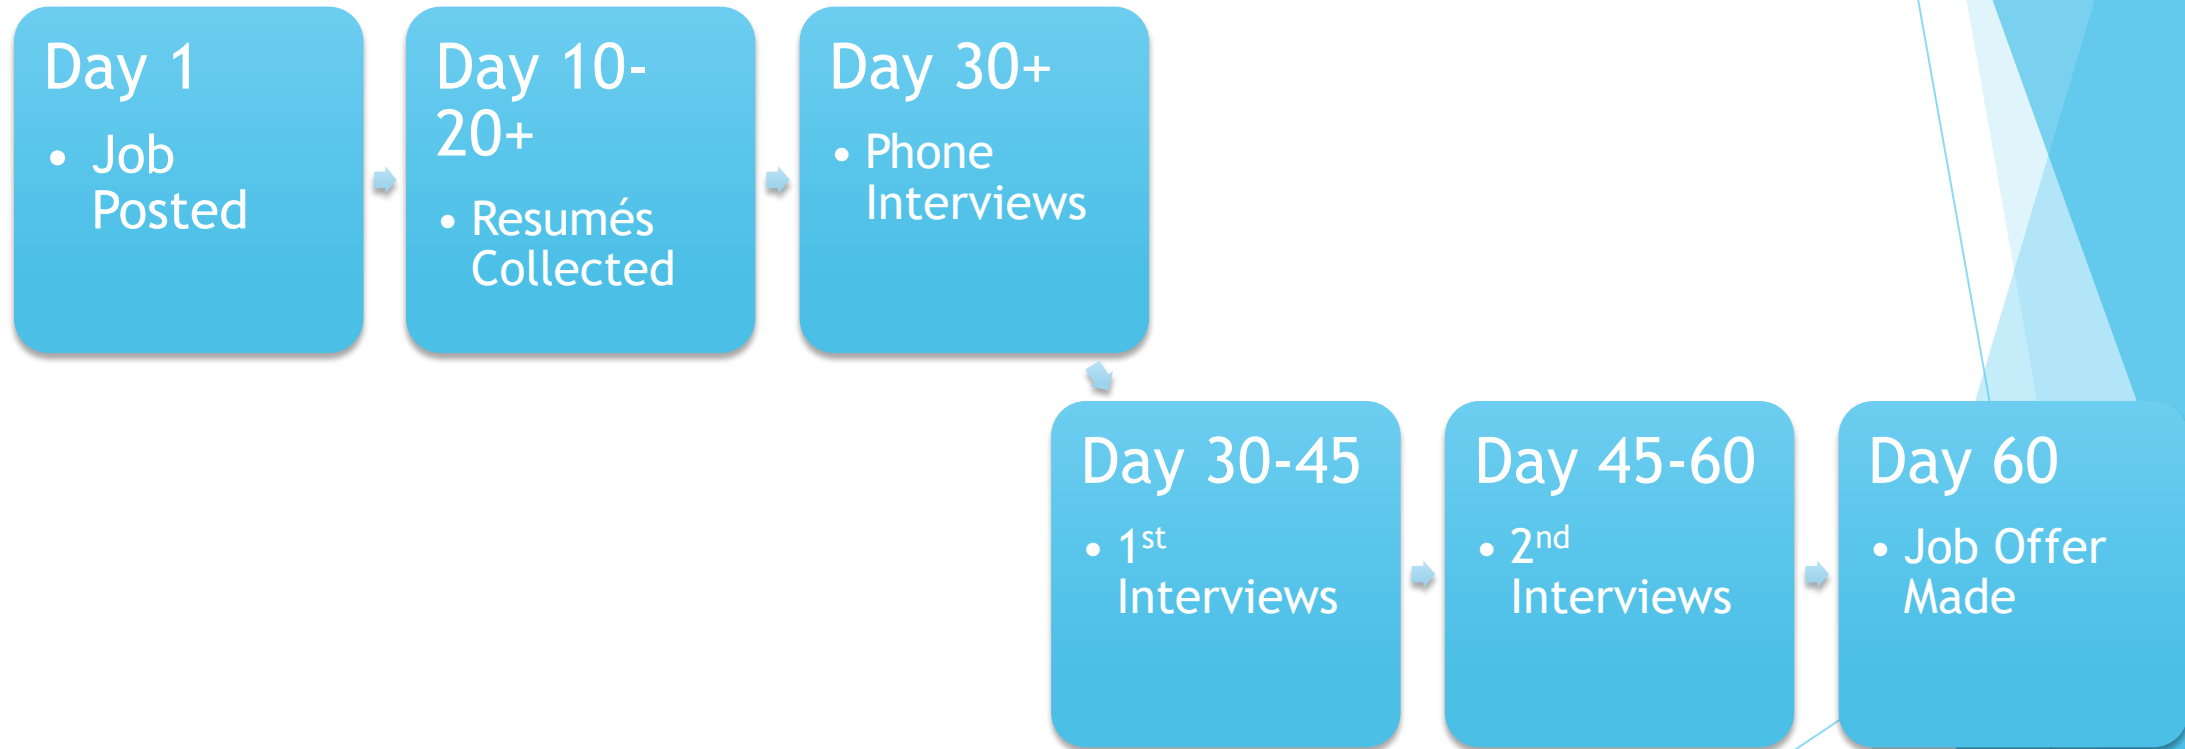 Day 1
• Job
Posted
Day 10-
20+
• Resumés
Collected
Day 30+
• Phone
Interviews
Day 30-45
• 1st
Interviews
Day 45-60
• 2nd
Interviews
Day 60
• Job Offer
Made